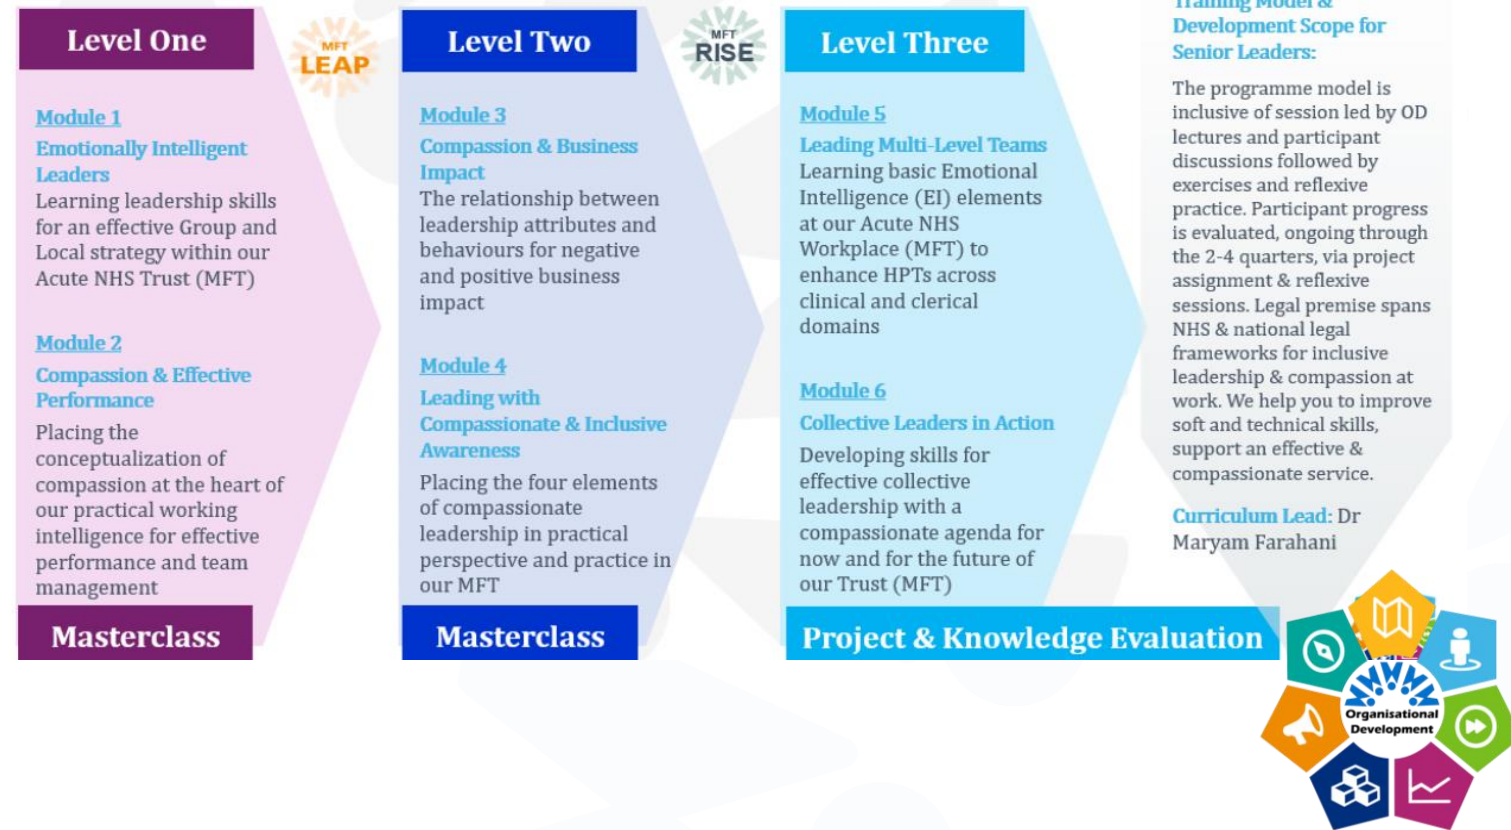 Level One
Module 1
Emotionally Intelligent
Leaders
Learning leadership skills
for an effective Group and
Local strategy within our
Acute NHS Trust (MFT)
Module 2
Compassion & Effective
Performance
Placing the
conceptualization of
compassion at the heart of
our practical working
intelligence for effective
performance and team
management
Masterclass
MFT
LEAP
Level Two
Module 3
Compassion & Business
Impact
The relationship between
leadership attributes and
behaviours for negative
and positive business
impact
Module 4
Leading with
Compassionate & Inclusive
Awareness
Placing the four elements
of compassionate
leadership in practical
perspective and practice in
our MFT
Masterclass
MFT
RISE
Level Three
Module 5
Leading Multi-Level Teams
Learning basic Emotional
Intelligence (EI) elements
at our Acute NHS
Workplace (MFT) to
enhance HPTs across
clinical and clerical
domains
Module 6
Collective Leaders in Action
Developing skills for
effective collective
leadership with a
compassionate agenda for
now and for the future of
our Trust (MFT)
Project & Knowledge Evaluation
Training Model &
Development Scope for
Senior Leaders:
The programme model is
inclusive of session led by OD
lectures and participant
discussions followed by
exercises and reflexive
practice. Participant progress
is evaluated, ongoing through
the 2-4 quarters, via project
assignment & reflexive
sessions. Legal premise spans
NHS & national legal
frameworks for inclusive
leadership & compassion at
work. We help you to improve
soft and technical skills,
support an effective &
compassionate service.
Curriculum Lead: Dr
Maryam Farahani
Organisational
Development